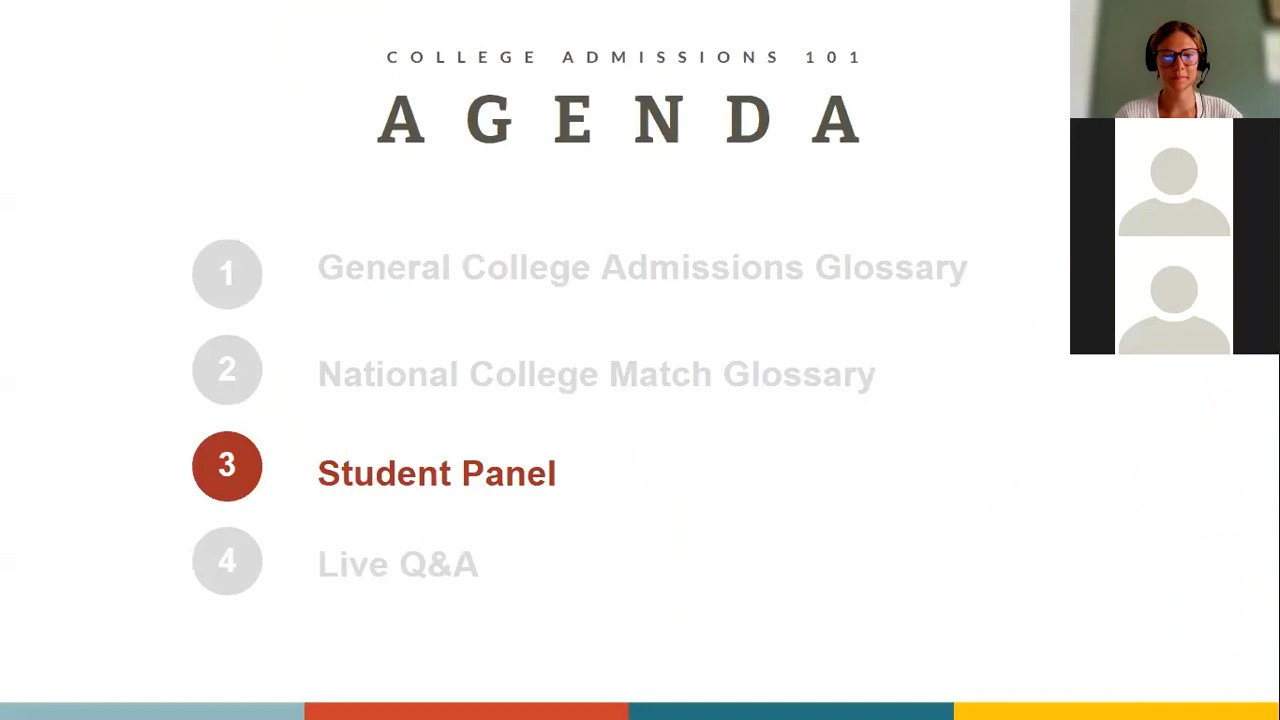 COLLEGE ADMISSIONS 101
AGENDA
1
General College Admissions Glossary
2
National College Match Glossary
3
Student Panel
4
Live Q&A